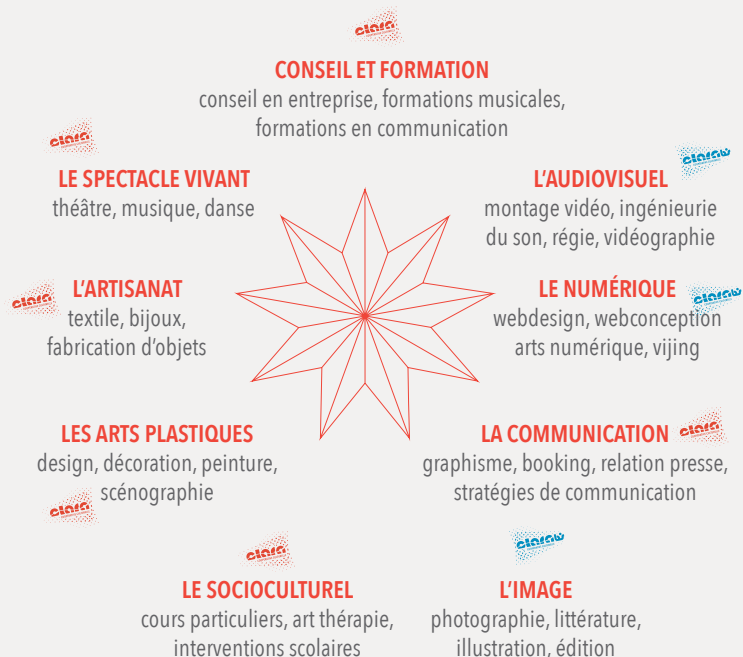 clara
CONSEIL ET FORMATION
conseil en entreprise, formations musicales,
formations en communication
clara
LE SPECTACLE VIVANT
théâtre, musique, danse
claraw
L'AUDIOVISUEL
montage vidéo, ingénieurie
du son, régie, vidéographie
clara
L'ARTISANAT
textile, bijoux,
fabrication d'objets
LE NUMÉRIQUE
claraw
webdesign, webconception
arts numérique, vijing
LES ARTS PLASTIQUES
design, décoration, peinture,
scénographie
clara
LA COMMUNICATION
clara
graphisme, booking, relation presse,
stratégies de communication
clara
LE SOCIOCULTUREL
cours particuliers, art thérapie,
interventions scolaires
claraw
L'IMAGE
photographie, littérature,
illustration, édition